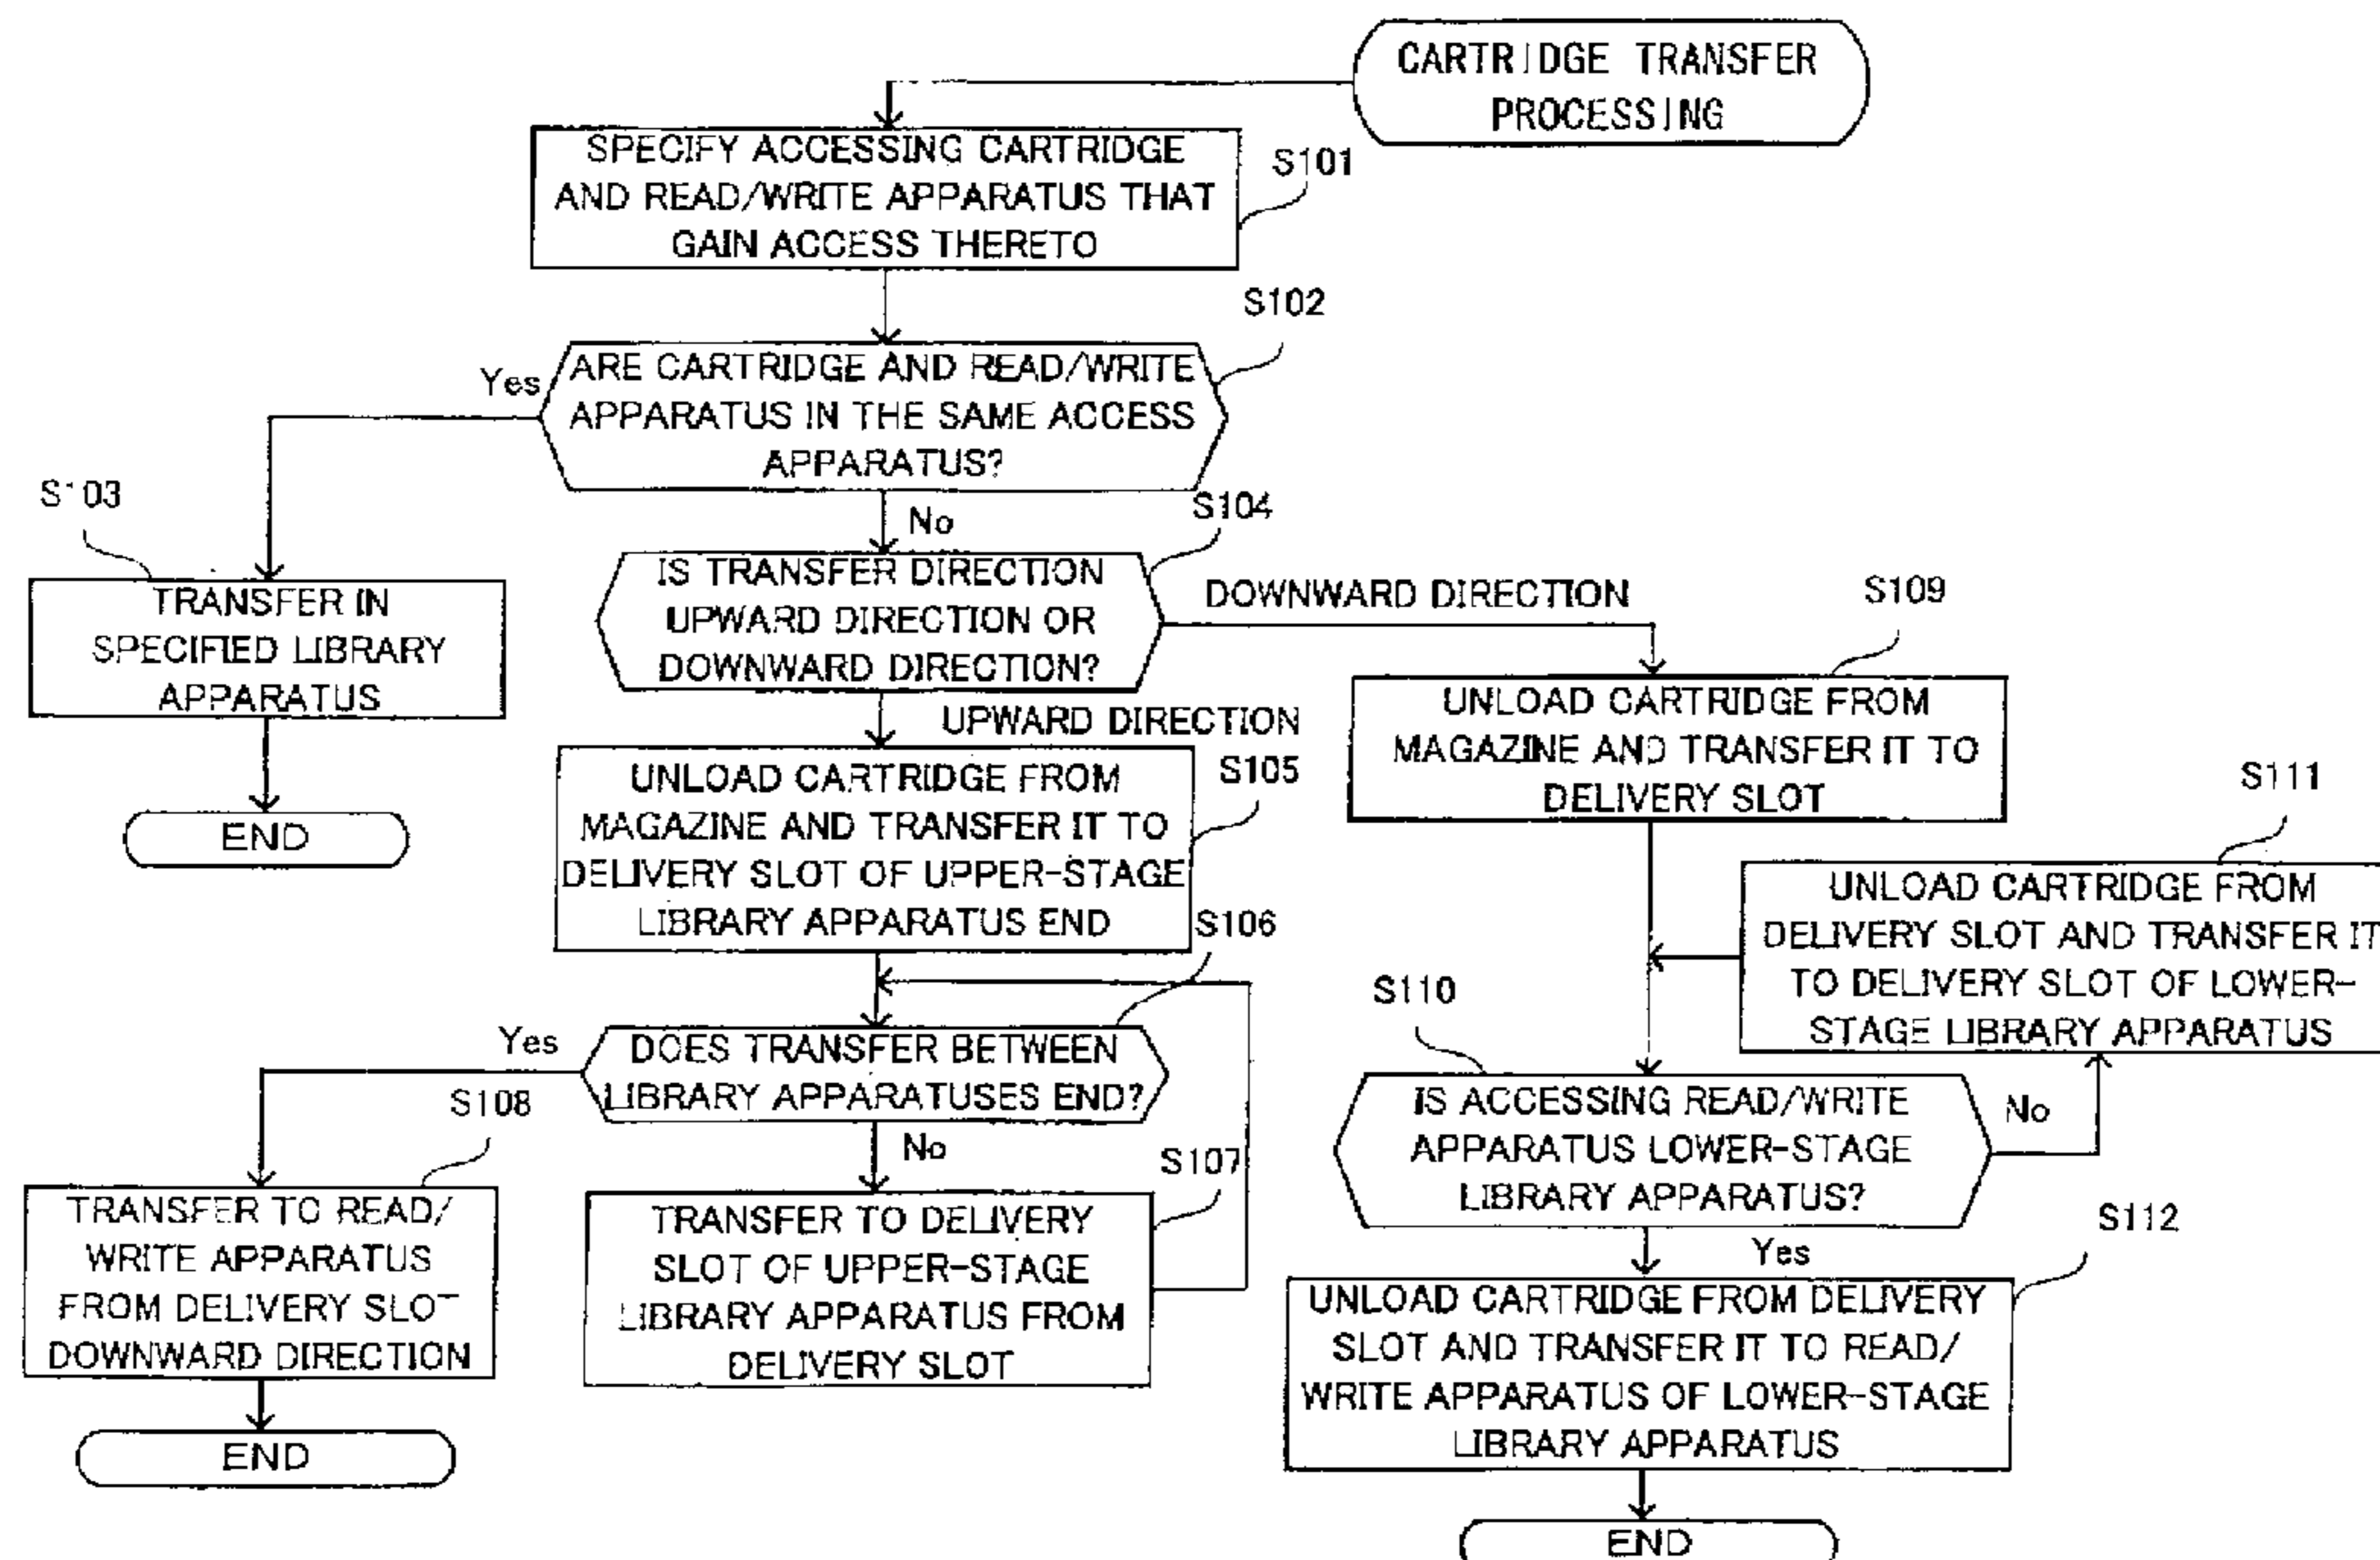 CARTRIDGE TRANSFER
PROCESSING
SPECIFY ACCESSING CARTRIDGE
AND READ/WRITE APPARATUS THAT
GAIN ACCESS THERETO
S101
S102
ARE CARTRIDGE AND READ/WRITE
APPARATUS IN THE SAME ACCESS
APPARATUS?
Yes
No
S103
TRANSFER IN
SPECIFIED LIBRARY
APPARATUS
END
S104
IS TRANSFER DIRECTION
UPWARD DIRECTION OR
DOWNWARD DIRECTION?
DOWNWARD DIRECTION
UPWARD DIRECTION
S105
UNLOAD CARTRIDGE FROM
MAGAZINE AND TRANSFER IT TO
DELIVERY SLOT OF UPPER-STAGE
LIBRARY APPARATUS END
S106
DOES TRANSFER BETWEEN
LIBRARY APPARATUSES END?
Yes
No
S107
TRANSFER TO DELIVERY
SLOT OF UPPER-STAGE
LIBRARY APPARATUS FROM
DELIVERY SLOT
S108
TRANSFER TO READ/
WRITE APPARATUS
FROM DELIVERY SLOT
DOWNWARD DIRECTION
END
S109
UNLOAD CARTRIDGE FROM
MAGAZINE AND TRANSFER IT TO
DELIVERY SLOT
S111
UNLOAD CARTRIDGE FROM
DELIVERY SLOT AND TRANSFER IT
TO DELIVERY SLOT OF LOWER-
STAGE LIBRARY APPARATUS
S110
IS ACCESSING READ/WRITE
APPARATUS LOWER-STAGE
LIBRARY APPARATUS?
No
Yes
S112
UNLOAD CARTRIDGE FROM DELIVERY
SLOT AND TRANSFER IT TO READ/
WRITE APPARATUS OF LOWER-STAGE
LIBRARY APPARATUS
END